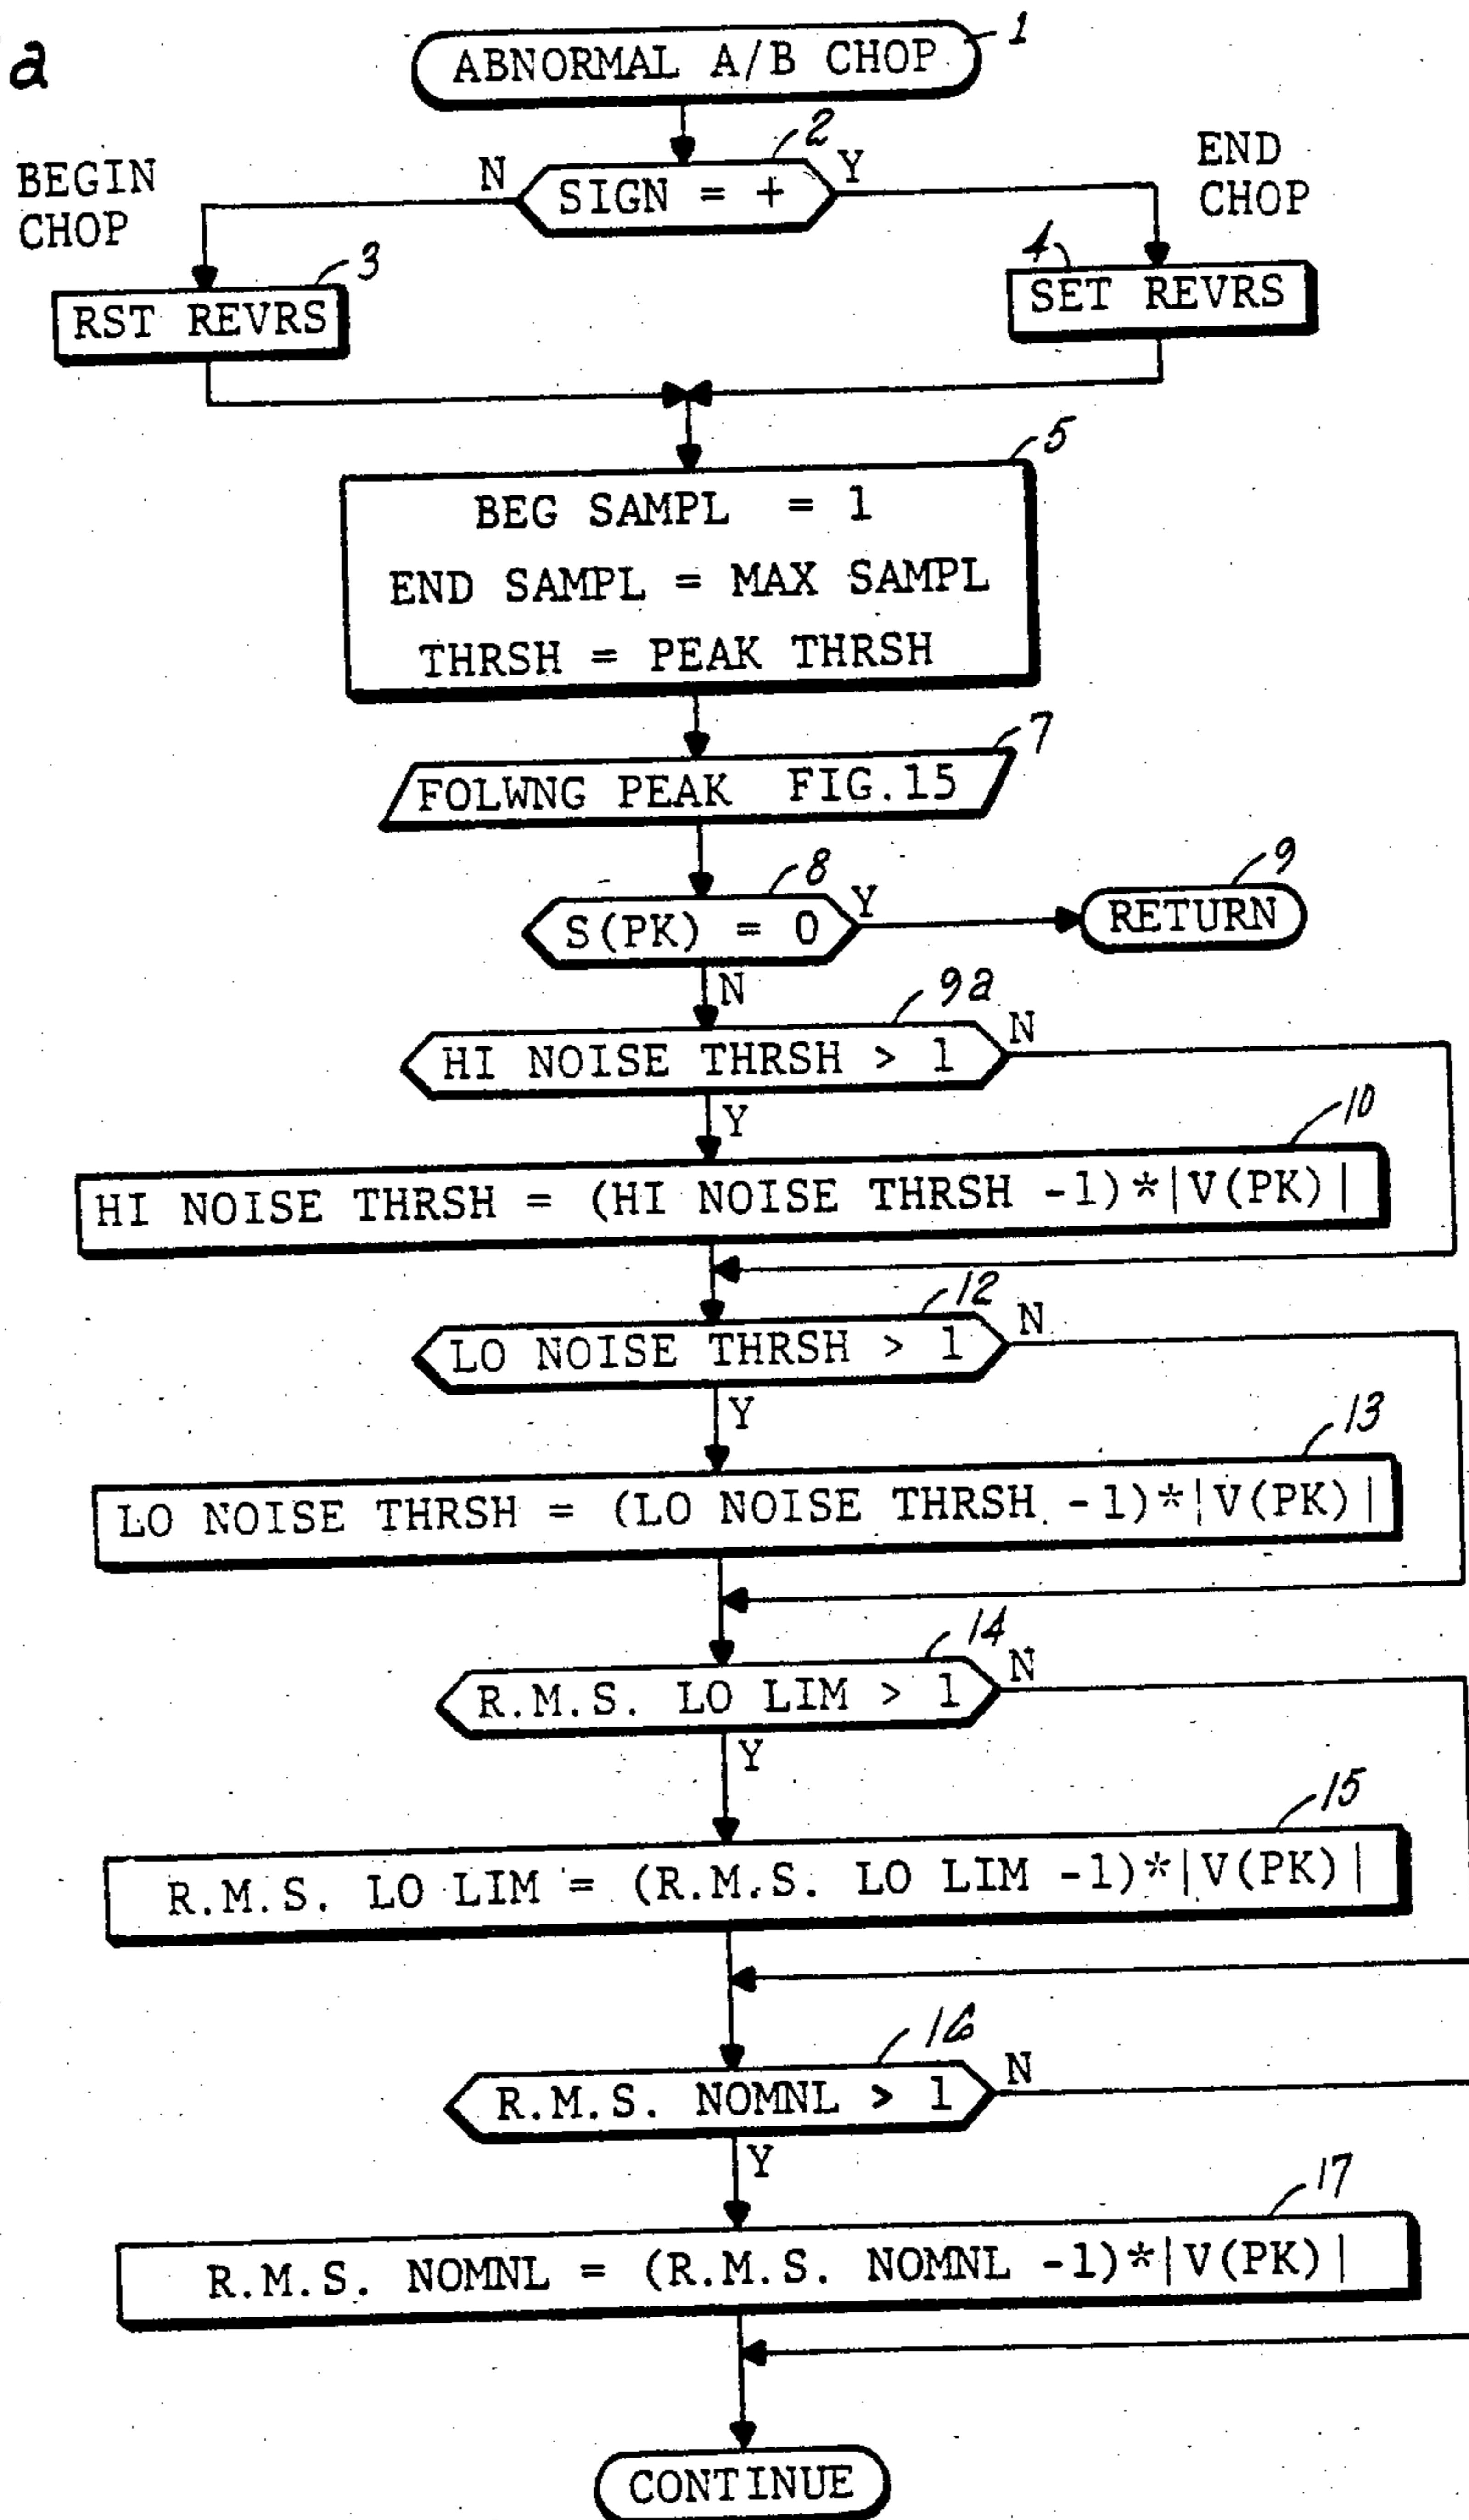 a
ABNORMAL A/B CHOP
1
2
BEGIN
CHOP
N
SIGN = +
Y
END
CHOP
3
4
RST REVRS
SET REVRS
5
BEG SAMPL = 1
END SAMPL = MAX SAMPL
THRSH = PEAK THRSH
7
FOLWNG PEAK FIG.15
8
S(PK) = 0
Y
9
RETURN
N
9a
HI NOISE THRSH > 1
N
Y
10
HI NOISE THRSH = (HI NOISE THRSH -1)*|V(PK)|
12
LO NOISE THRSH > 1
N
Y
13
LO NOISE THRSH = (LO NOISE THRSH -1)*|V(PK)|
14
R.M.S. LO LIM > 1
N
Y
15
R.M.S. LO LIM = (R.M.S. LO LIM -1)*|V(PK)|
16
R.M.S. NOMNL > 1
N
Y
17
R.M.S. NOMNL = (R.M.S. NOMNL -1)*|V(PK)|
CONTINUE